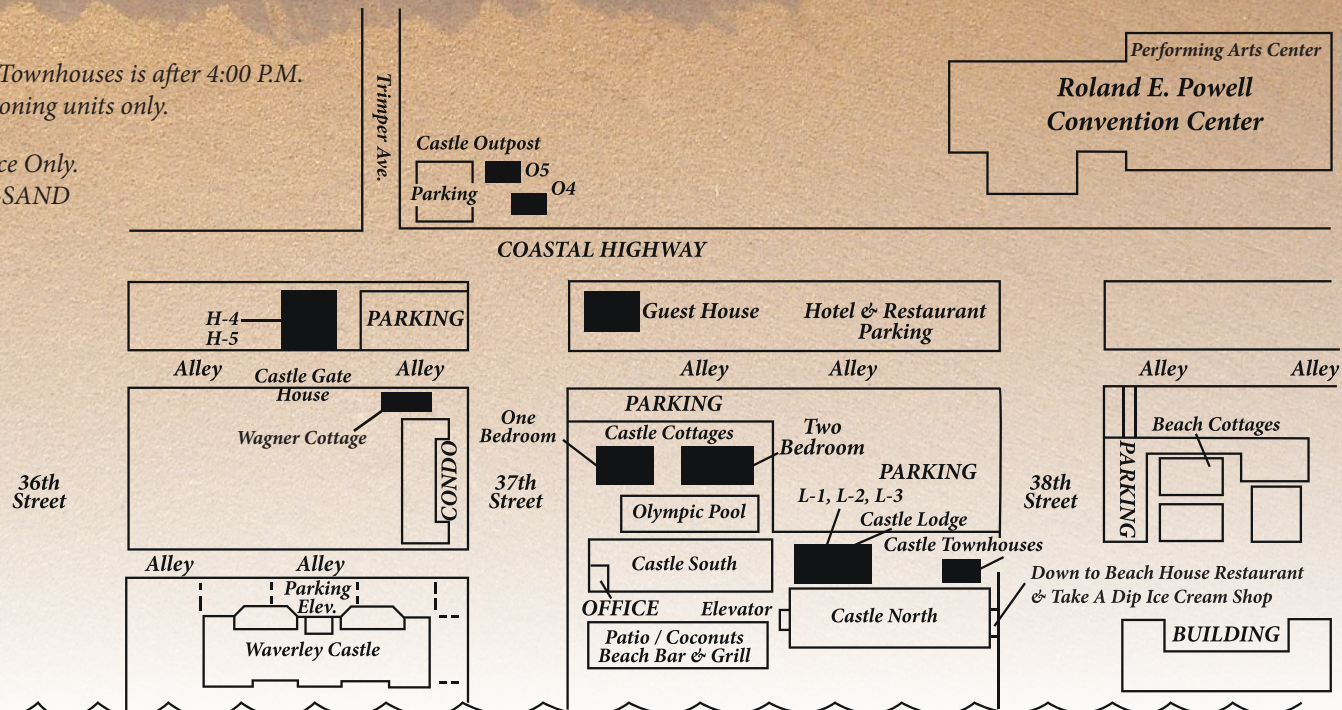 Performing Arts Center
Townhouses is after 4:00 P.M.
Roland E. Powell
oning units only.
Convention Center
Trimper Ave.
Castle Outpost
ce Only.
O5
Parking
O4
-SAND
COASTAL HIGHWAY
H-4
PARKING
Guest House
Hotel & Restaurant
H-5
Parking
Alley
Castle Gate
Alley
Alley
Alley
Alley
Alley
House
PARKING
Wagner Cottage
One
Bedroom
Castle Cottages
Two
Bedroom
Beach Cottages
CONDO
PARKING
PARKING
36th
Street
37th
Street
L-1, L-2, L-3
38th
Street
Olympic Pool
Castle Lodge
Castle Townhouses
Alley
Alley
Castle South
Down to Beach House Restaurant
& Take A Dip Ice Cream Shop
Parking
Elev.
OFFICE
Elevator
Castle North
Waverley Castle
Patio / Coconuts
Beach Bar & Grill
BUILDING